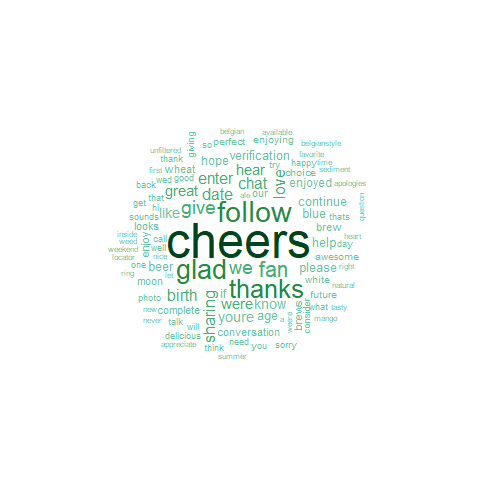 belgian
available
giving
so
perfect
enjoying
belgianstyle
unfiltered
thank
hope
verification
happy
time
favorite
first
wed
good
wheat
enter
hear
try
choice
sediment
back
great
date
chat
ale
our
love
enjoyed
apologies
that
get
hi
like
give
follow
continue
question
sounds
looks
blue
thats
inside
weed
enjoy
call
cheers
brew
heart
weekend
well
help
day
locator
nice
awesome
one
beer
let
glad
we
fan
please
right
ring
moon
birth
thanks
white
natural
photo
sharing
if
were
know
future
new
complete
youre
age
a
weare
brewer
consider
what
tasty
never
talk
will
conversation
mango
delicious
appreciate
think
need
you
sorry
summer